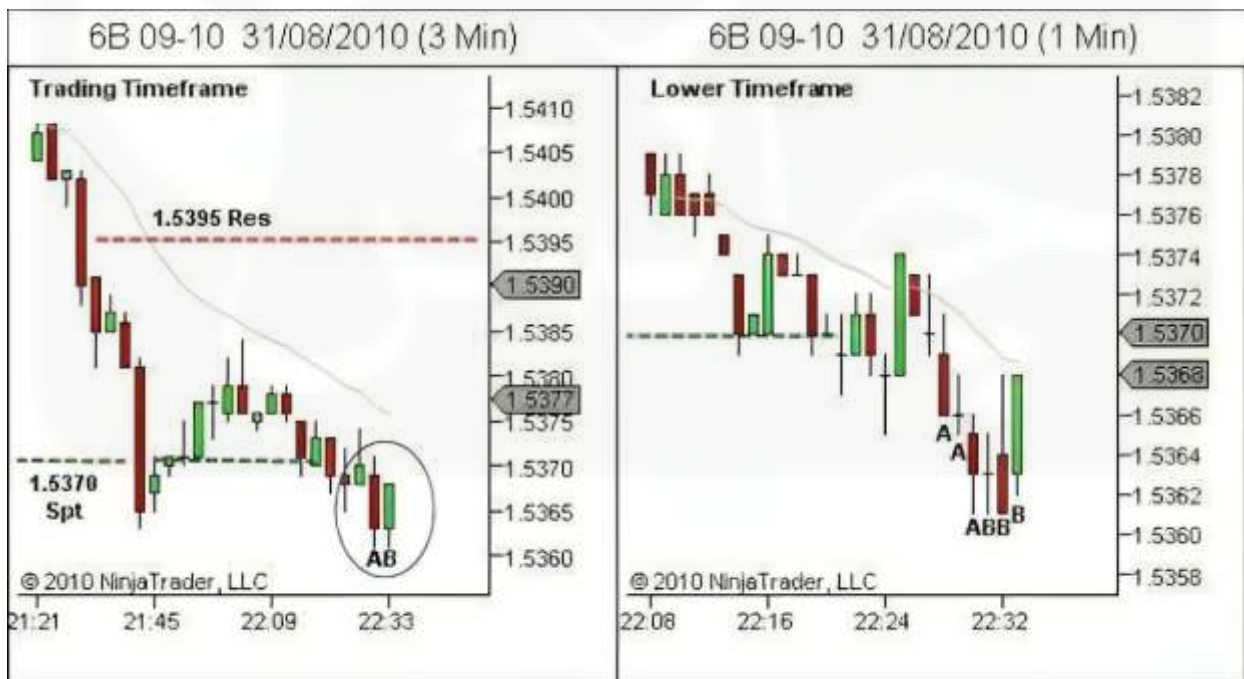 6B 09-10 31/08/2010 (3 Min)
Trading Timeframe
1.5410
1.5405
1.5400
1.5395 Res
1.5395
1.5390
1.5385
1.5380
1.5377
1.5375
1.5370
1.5370
Spt
1.5365
1.5360
AB
© 2010 NinjaTrader, LLC
21:21
21:45
22:09
22:33
6B 09-10 31/08/2010 (1 Min)
Lower Timeframe
1.5382
1.5380
1.5378
1.5376
1.5374
1.5372
1.5370
1.5368
1.5366
1.5364
1.5362
1.5360
1.5358
A
A
ABB
B
© 2010 NinjaTrader, LLC
22:08
22:16
22:24
22:32